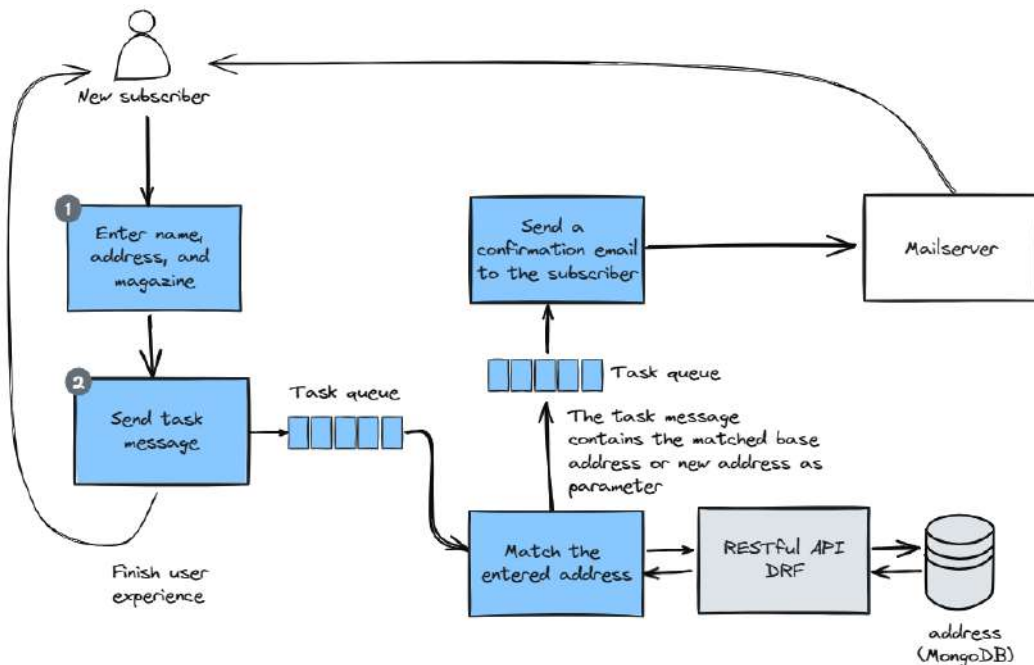 New subscriber
1
Enter name,
address, and
magazine
2
Send task
message
Finish user
experience
Task queue
Send a
confirmation email
to the subscriber
Mailserver
Task queue
The task message
contains the matched base
address or new address as
parameter
Match the
entered address
RESTful API
DRF
address
(MongoDB)